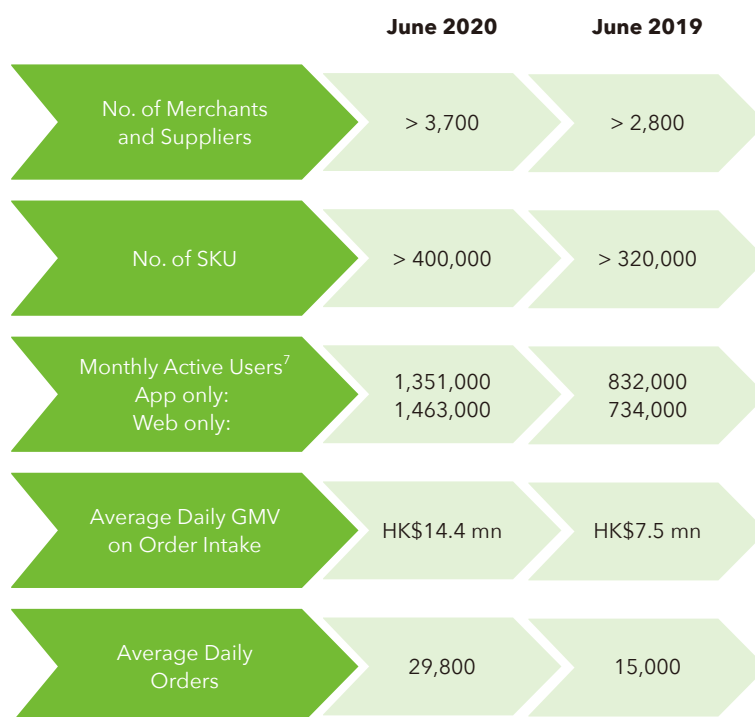 June 2020 June 2019
No. of Merchants
and Suppliers
> 3,700 > 2,800
No. of SKU > 400,000 > 320,000
Monthly Active Users7
App only: 1,351,000 832,000
Web only: 1,463,000 734,000
Average Daily GMV
on Order Intake
HK$14.4 mn HK$7.5 mn
Average Daily
Orders
29,800 15,000